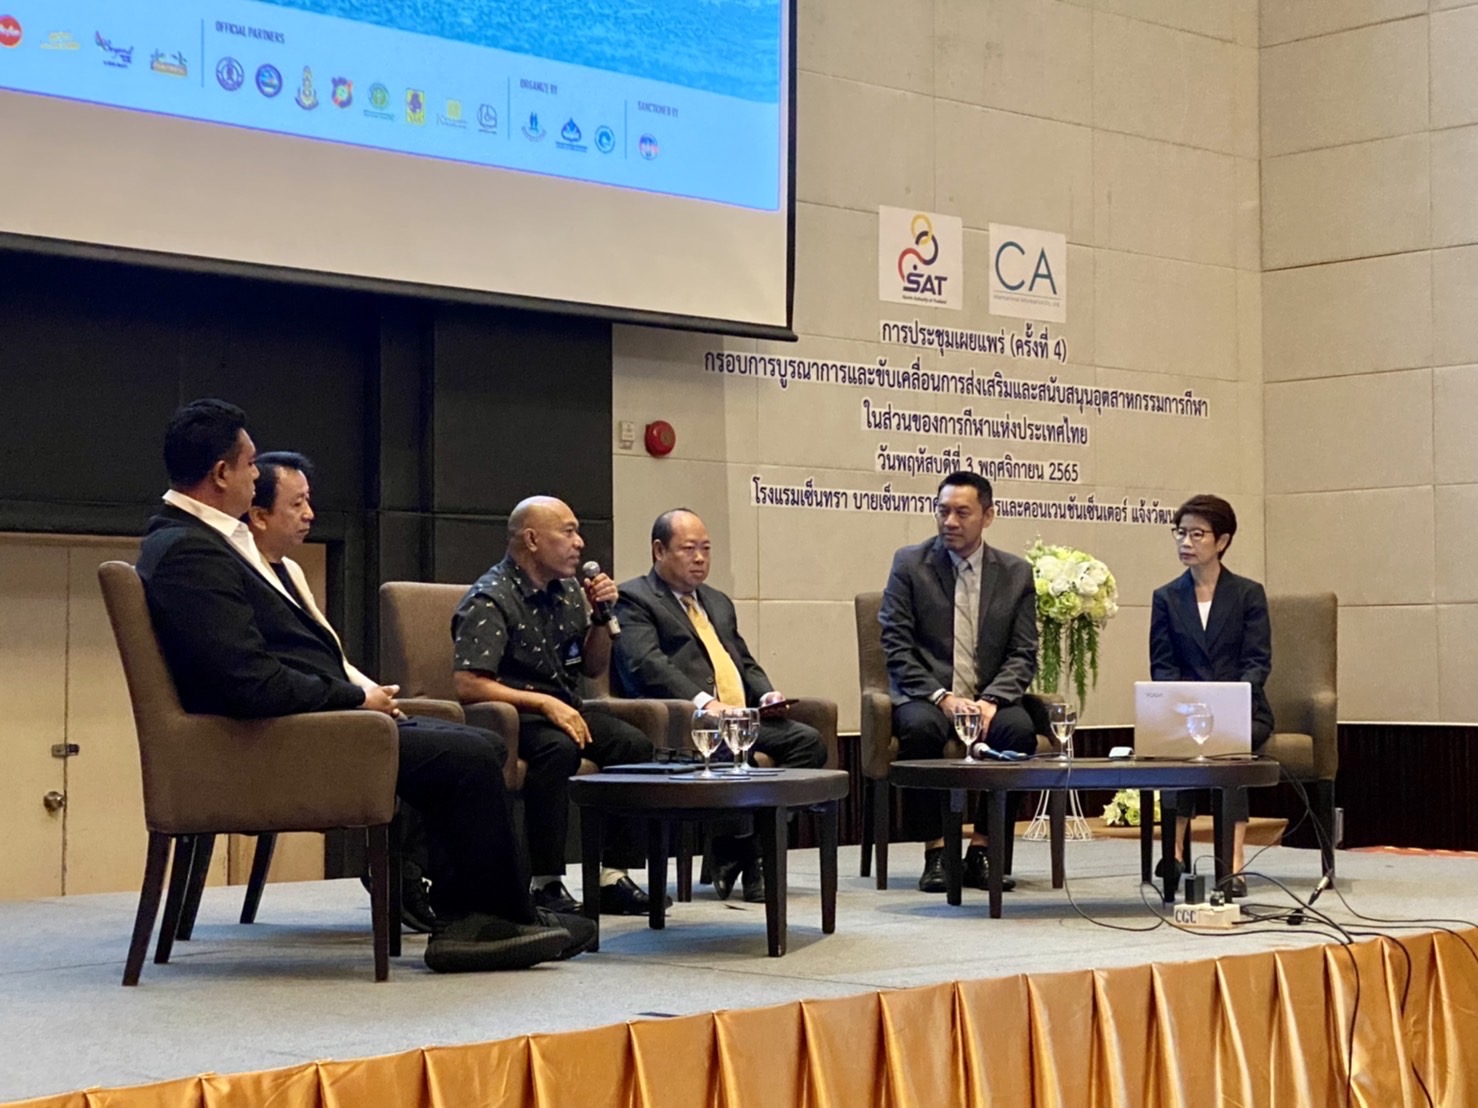 OFFICIAL PARTNERS
ORGANIZE BY
SANCTIONED BY
SAT
Sports Authority of Thailand
CA
การประชุมเผยแพร่ (ครั้งที่ 4)
กรอบการบูรณาการและขับเคลื่อนการส่งเสริมและสนับสนุนอุตสาหกรรมการกีฬา
ในส่วนของการกีฬาแห่งประเทศไทย
วันพฤหัสบดีที่ 3 พฤศจิกายน 2565
โรงแรมเซ็นทรา บายเซ็นทารา และคอนเวนชันเซ็นเตอร์ แจ้งวัฒน
CGC